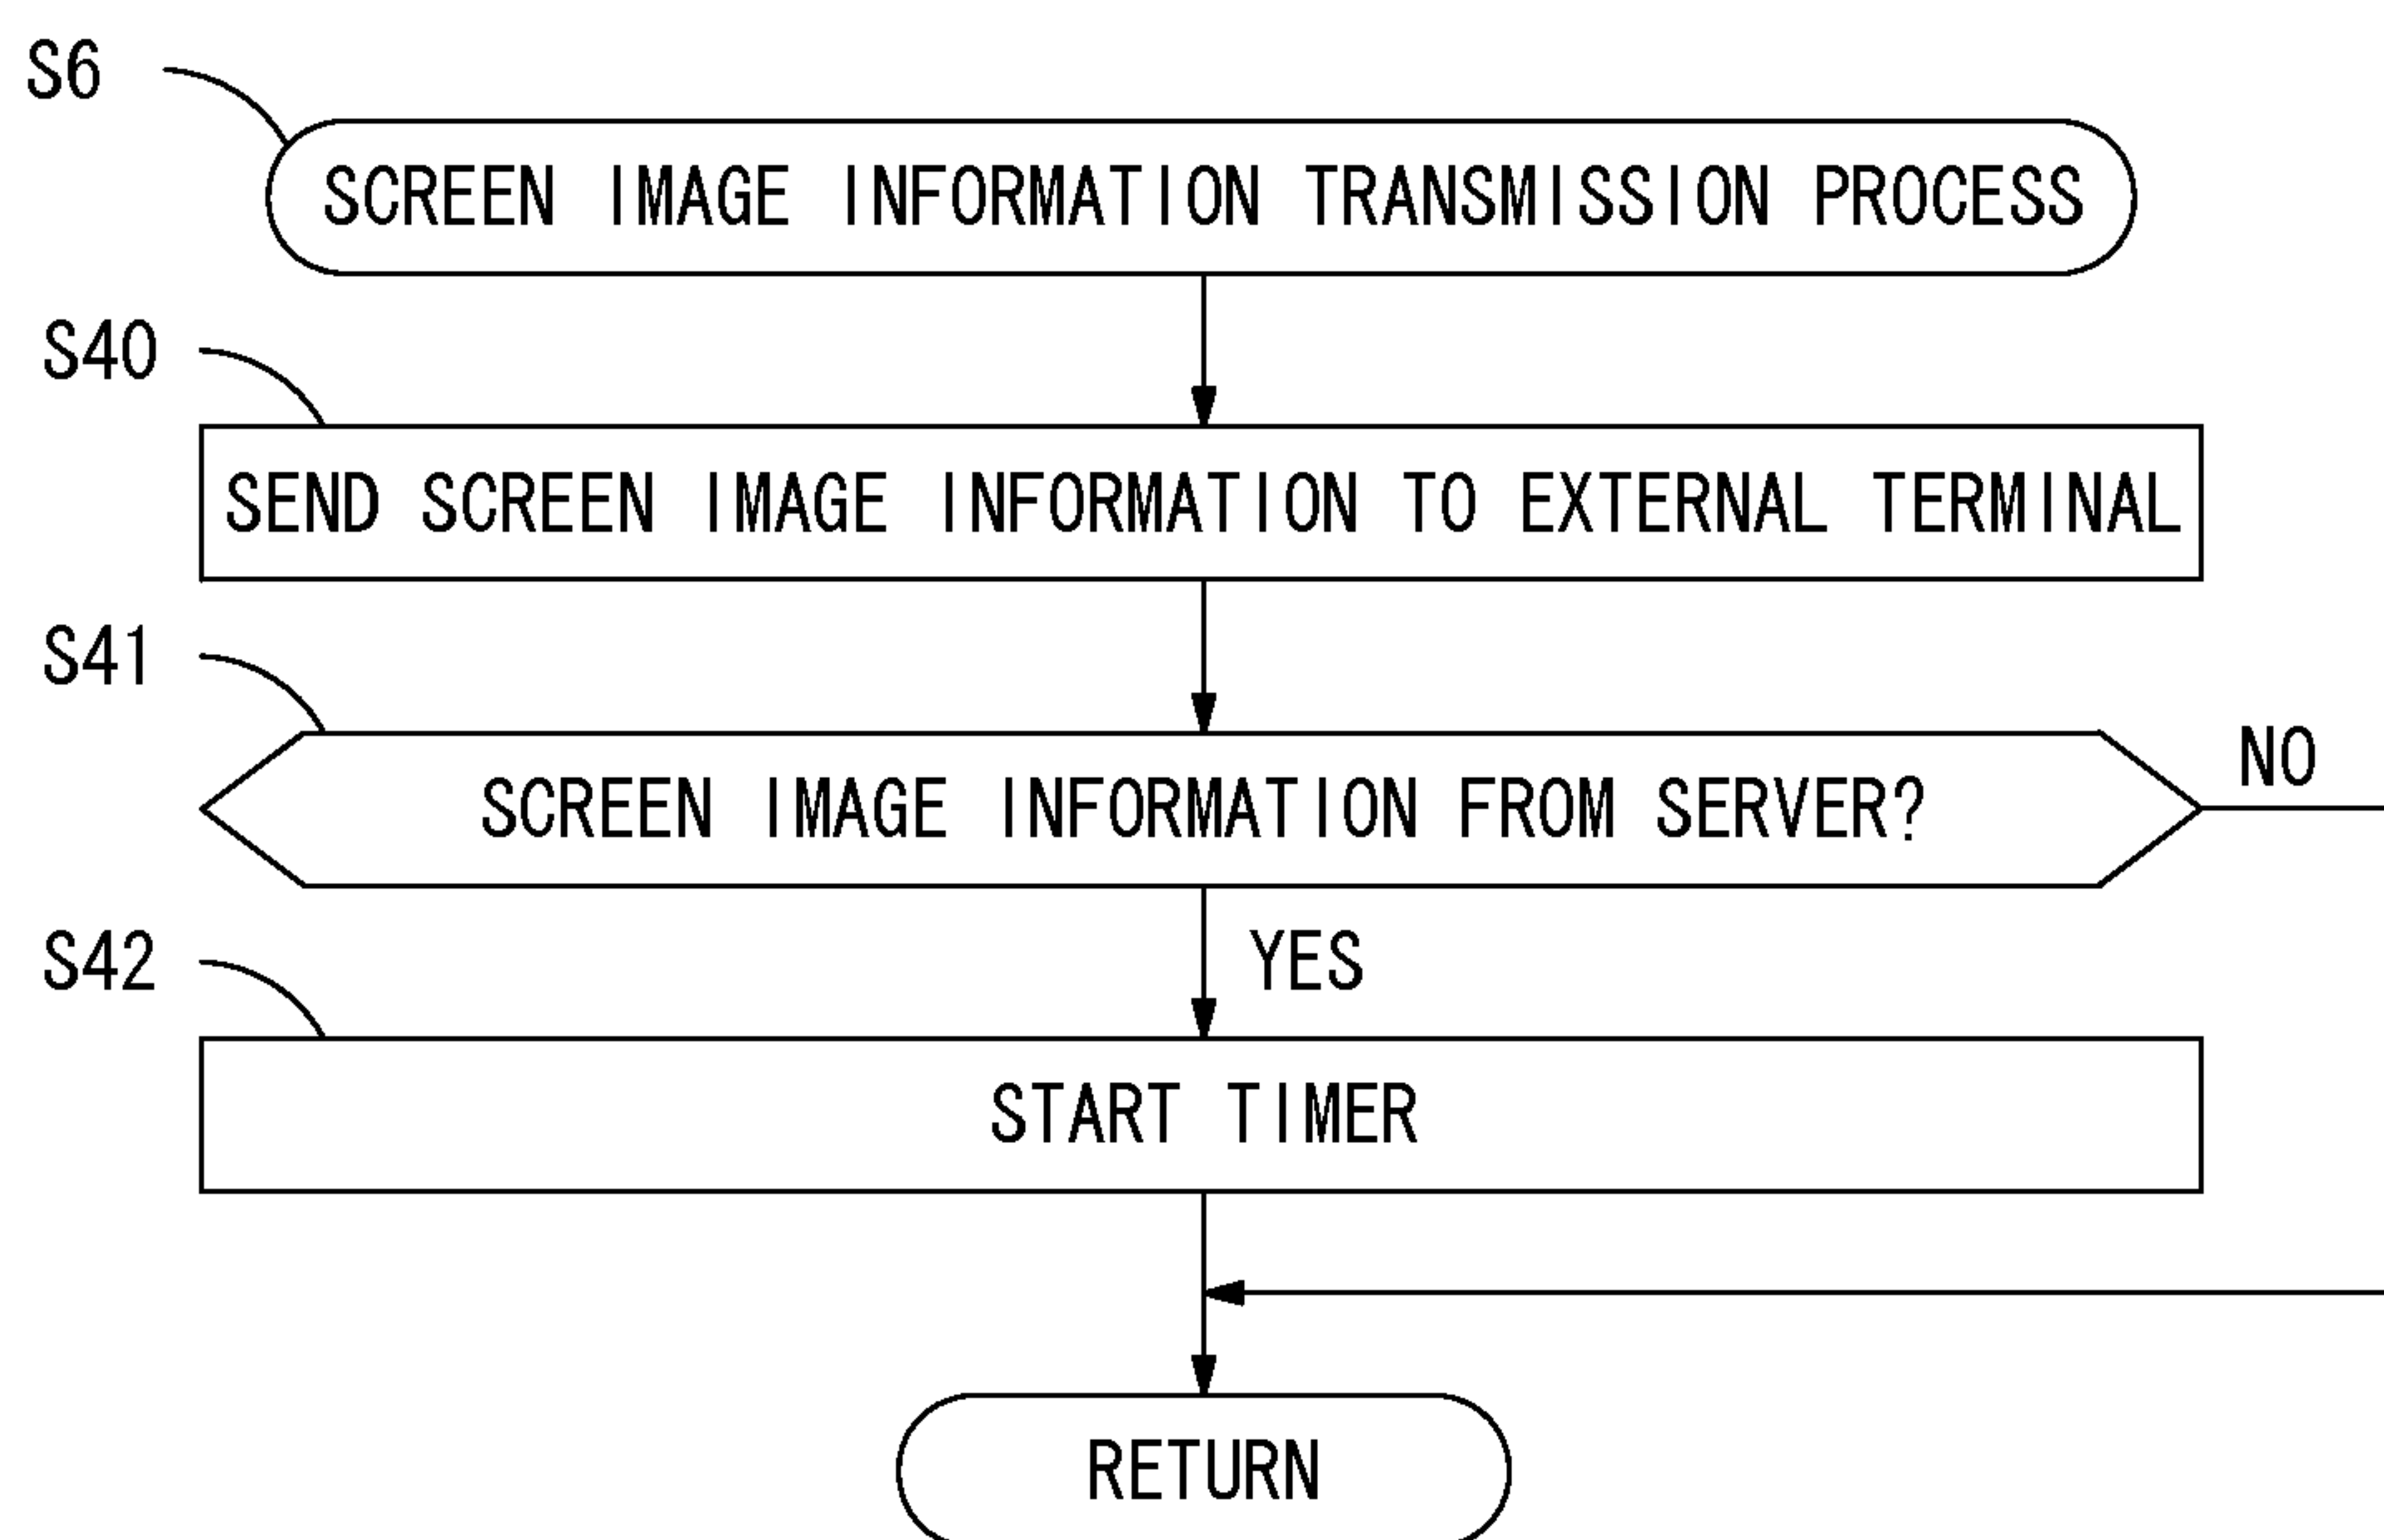 S6
SCREEN IMAGE INFORMATION TRANSMISSION PROCESS
S40
SEND SCREEN IMAGE INFORMATION TO EXTERNAL TERMINAL
S41
SCREEN IMAGE INFORMATION FROM SERVER?
NO
YES
S42
START TIMER
RETURN